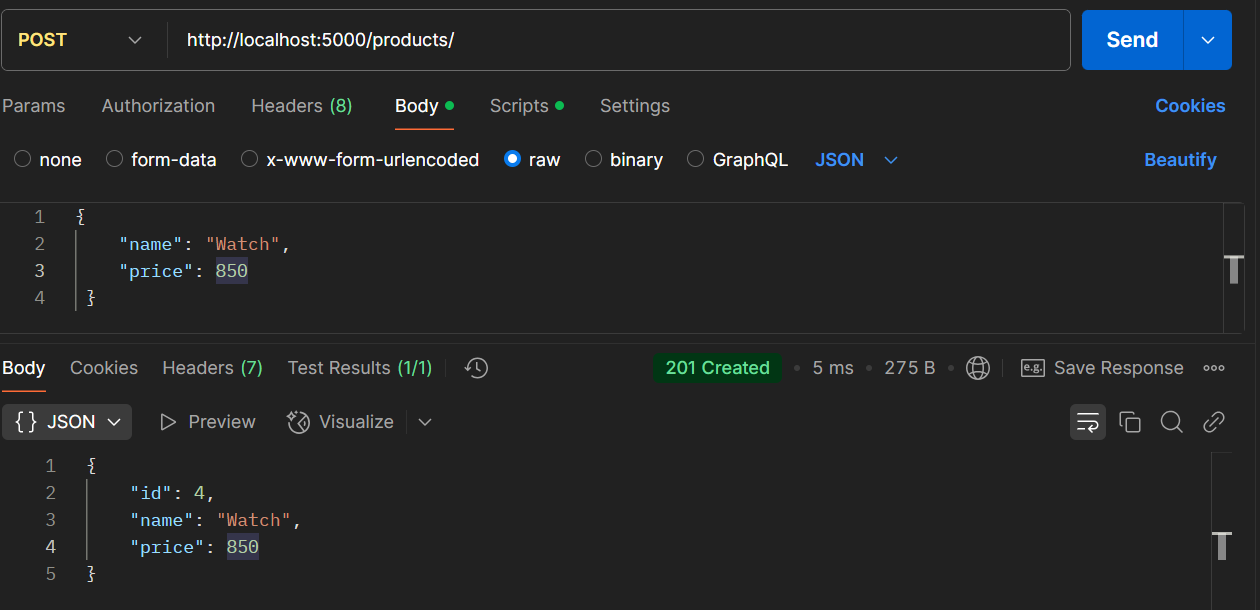 POST http://localhost:5000/products/ Send
Params Authorization Headers (8) Body Scripts Settings Cookies
none form-data x-www-form-urlencoded raw binary GraphQL JSON Beautify
1 {
2 "name": "Watch",
3 "price": 850
4 }
Body Cookies Headers (7) Test Results (1/1) 201 Created • 5 ms • 275 B • e.g. Save Response
{} JSON Preview Visualize
1 {
2 "id": 4,
3 "name": "Watch",
4 "price": 850
5 }